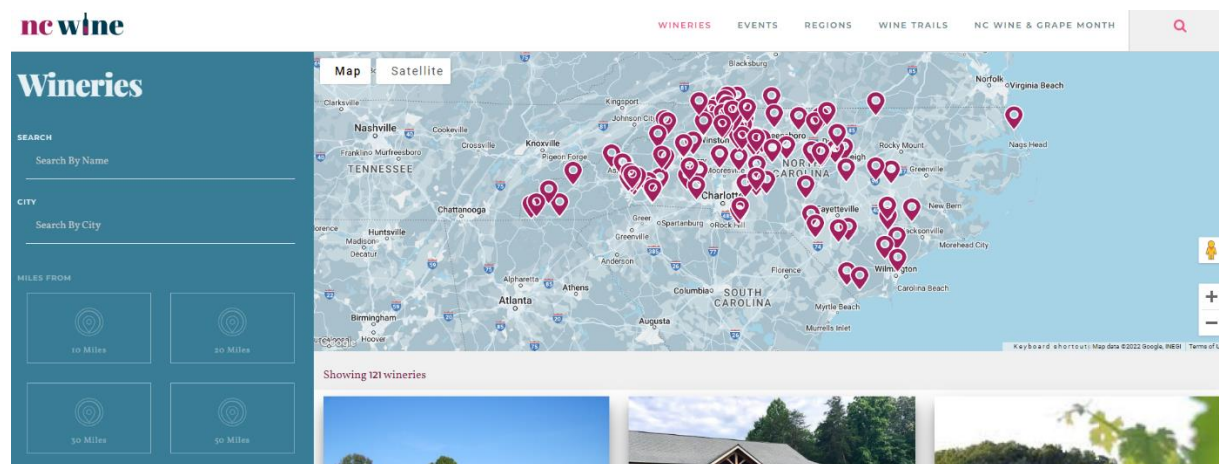 nc wine
WINERIES EVENTS REGIONS WINE TRAILS NC WINE & GRAPE MONTH
Wineries
SEARCH
Search By Name
CITY
Search By City
MILES FROM
10 Miles
20 Miles
30 Miles
50 Miles
Map Satellite
Blacksburg
Norfolk
Virginia Beach
Clarksville
Kingsport
Johnson City
Nashville
Cookeville
Franklin
Murfreesboro
Crossville
Knoxville
Pigeon Forge
TENNESSEE
Winston
Rocky Mount
Nags Head
Mooresville
NORTH
CAROLINA
Greenville
Charlotte
Chattanooga
Fayetteville
New Bern
Greer
Spartanburg
Rock Hill
Huntsville
Greenville
Jacksonville
Madison
Decatur
Morehead City
Anderson
Florence
Wilmington
Alpharetta
Athens
Columbia
SOUTH
CAROLINA
Carolina Beach
Atlanta
Myrtle Beach
Birmingham
Augusta
Murrells Inlet
Hoover
Google
Keyboard shortcuts Map data ©2022 Google, INEGI Terms of
Showing 121 wineries